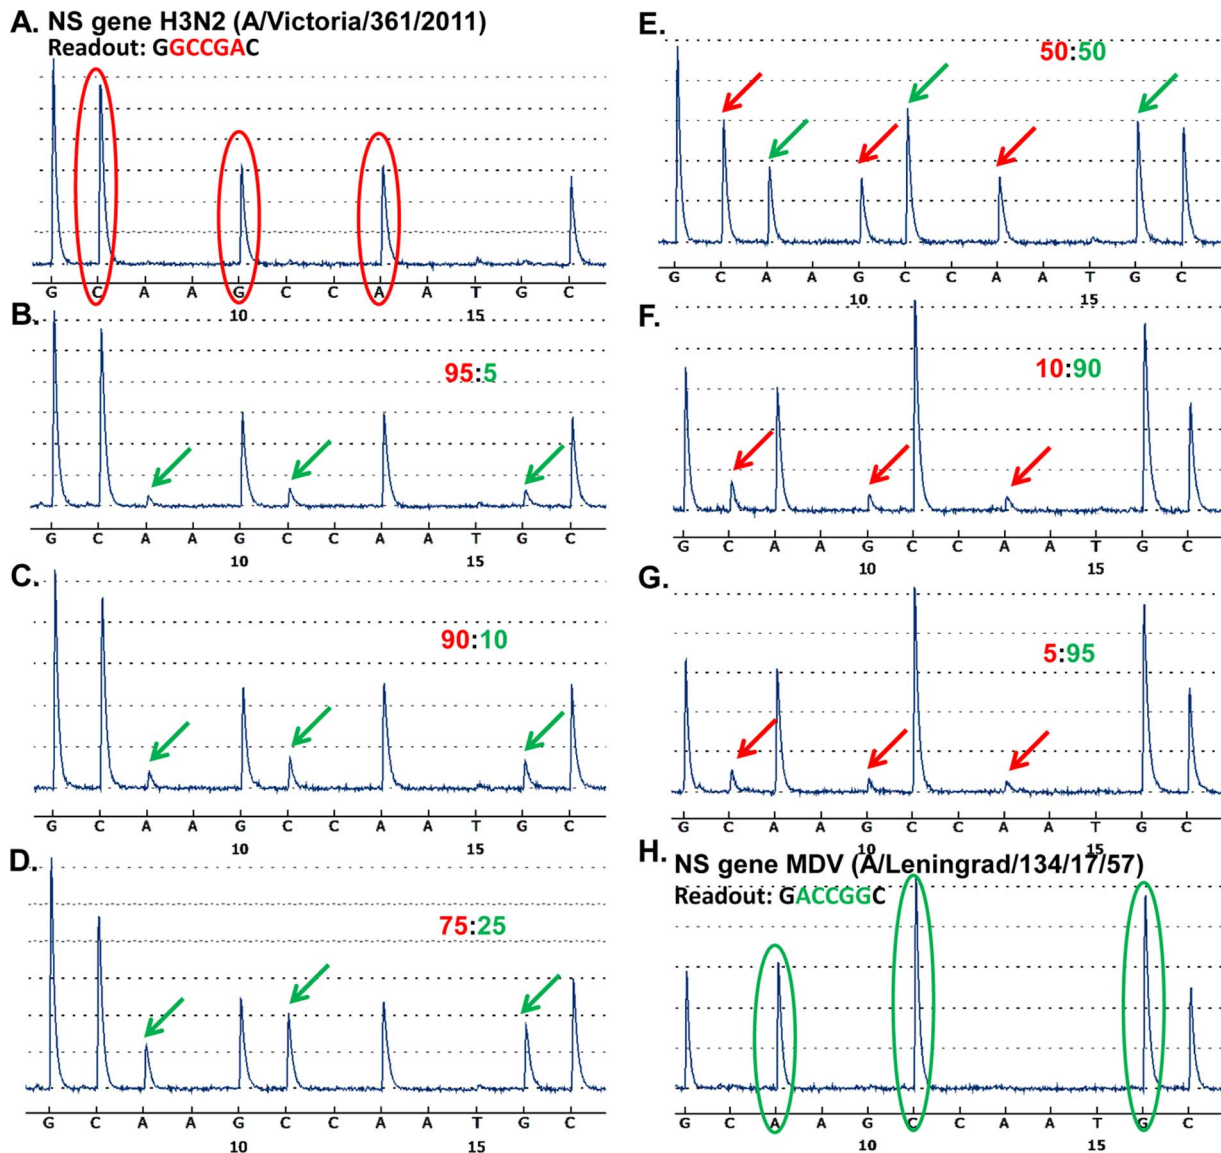 A. NS gene H3N2 (A/Victoria/361/2011)
Readout: GGCCGAC
G C A A G C C A A T G C
10 15
B.
95:5
G C A A G C C A A T G C
10 15
C.
90:10
G C A A G C C A A T G C
10 15
D.
75:25
G C A A G C C A A T G C
10 15
E.
50:50
G C A A G C C A A T G C
10 15
F.
10:90
G C A A G C C A A T G C
10 15
G.
5:95
G C A A G C C A A T G C
10 15
H. NS gene MDV (A/Leningrad/134/17/57)
Readout: GACCGGC
G C A A G C C A A T G C
10 15